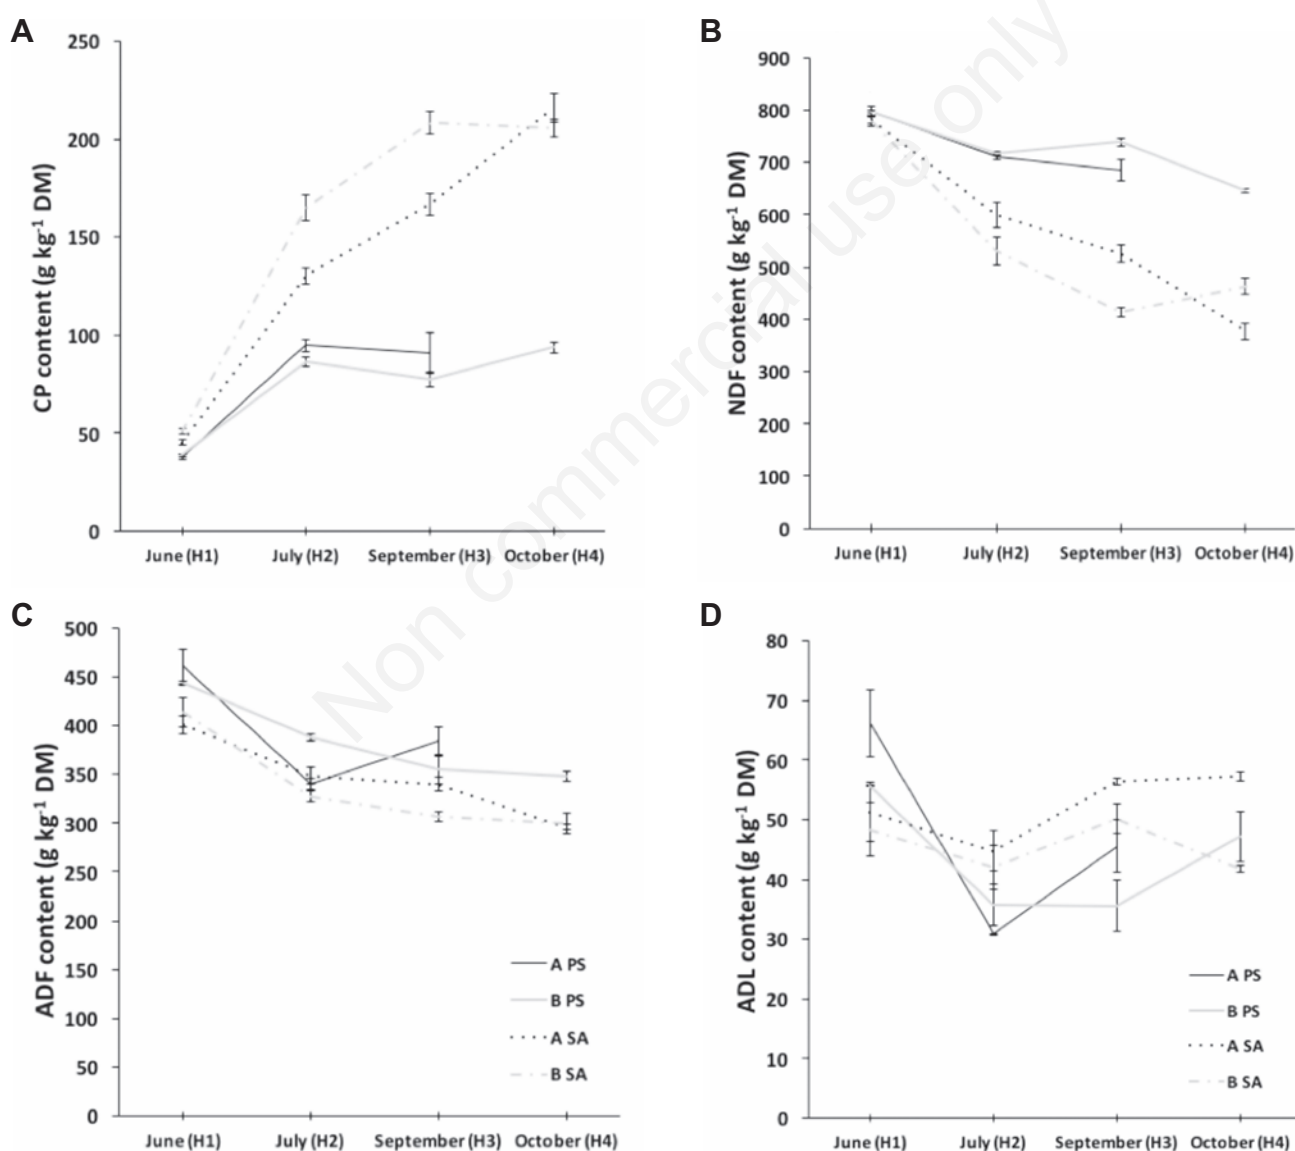 A
250
200
150
100
50
0
CP content (g kg-1 DM)
June (H1) July (H2) September (H3) October (H4)
B
900
800
700
600
500
400
300
200
100
0
NDF content (g kg-1 DM)
June (H1) July (H2) September (H3) October (H4)
Non commercial use only
C
500
450
400
350
300
250
200
150
100
50
0
ADF content (g kg-1 DM)
A PS
B PS
A SA
B SA
June (H1) July (H2) September (H3) October (H4)
D
80
70
60
50
40
30
20
10
0
ADL content (g kg-1 DM)
A PS
B PS
A SA
B SA
June (H1) July (H2) September (H3) October (H4)